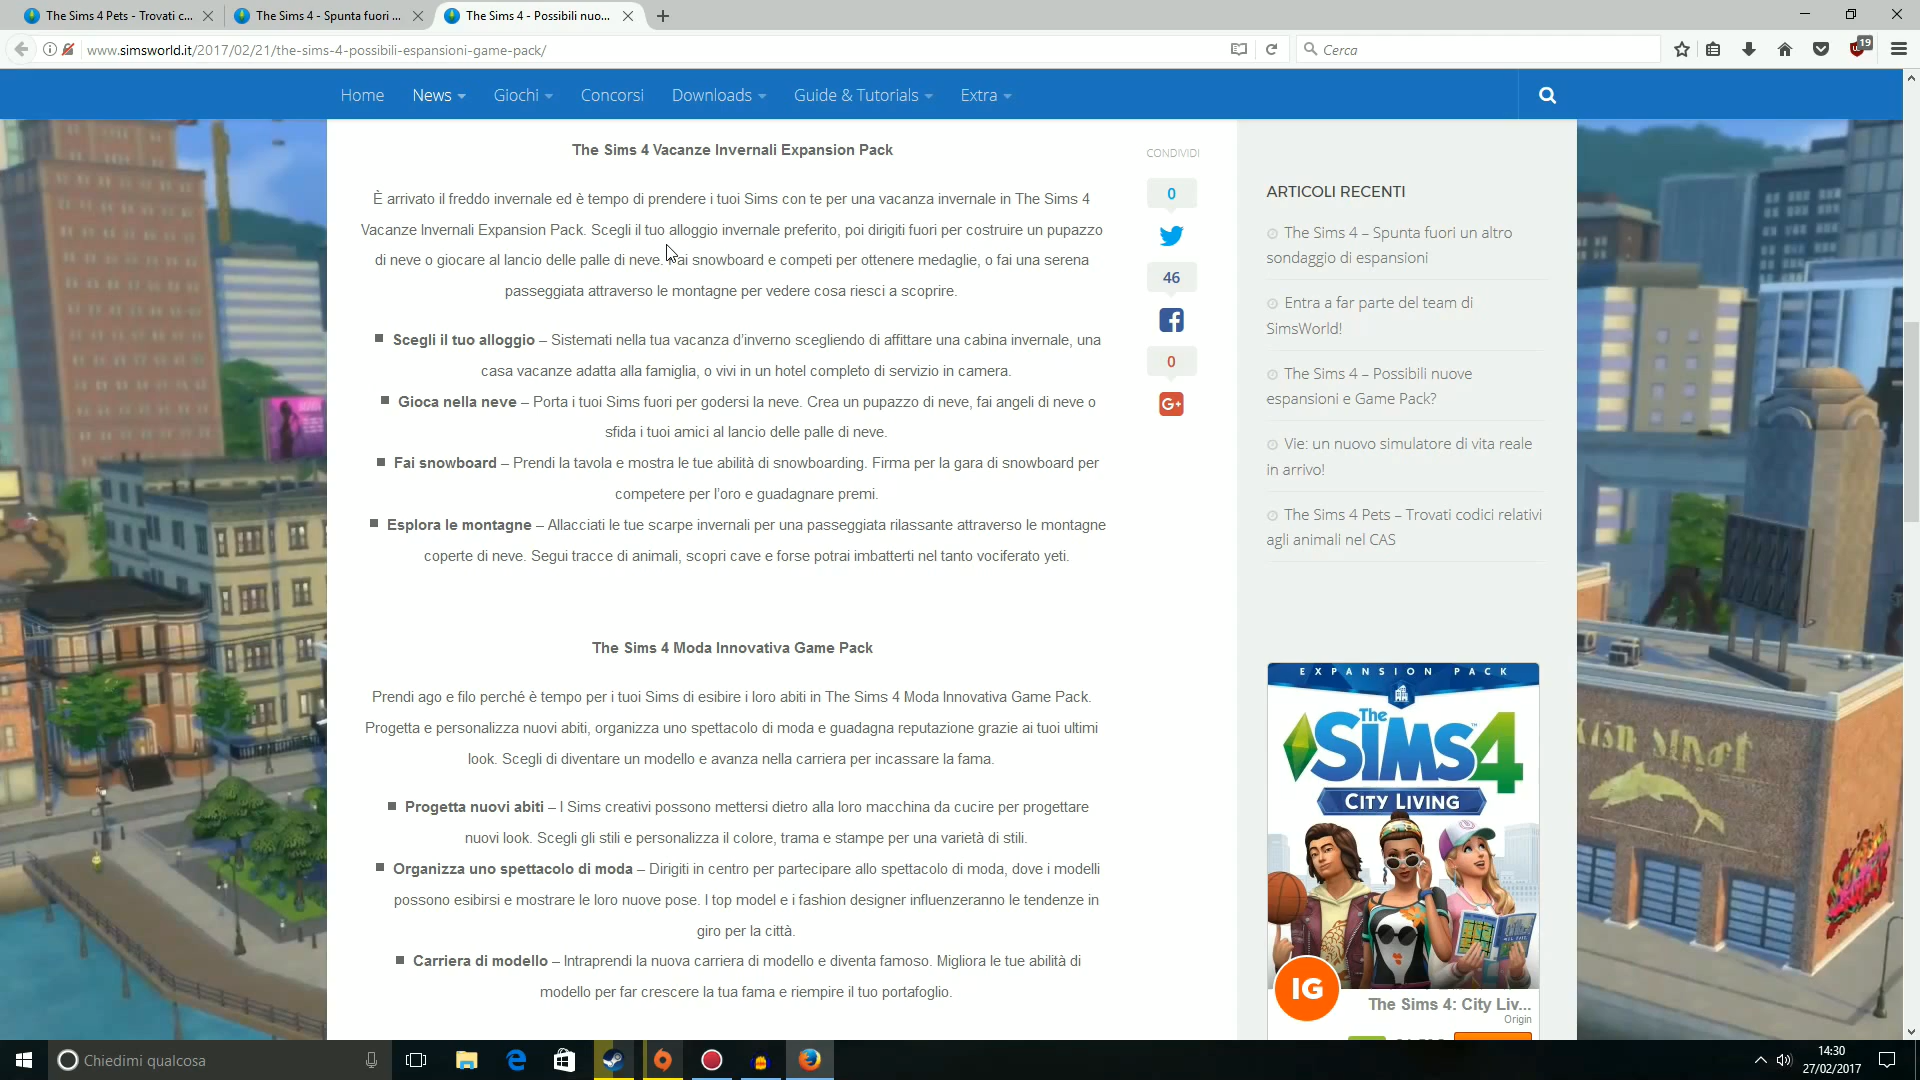 The Sims 4 Pets - Trovati c...
The Sims 4 - Spunta fuori ...
The Sims 4 - Possibili nuo...
www.simsworld.it/2017/02/21/the-sims-4-possibili-espansioni-game-pack/
Cerca
19
Home
News
Giochi
Concorsi
Downloads
Guide & Tutorials
Extra
The Sims 4 Vacanze Invernali Expansion Pack
È arrivato il freddo invernale ed è tempo di prendere i tuoi Sims con te per una vacanza invernale in The Sims 4
Vacanze Invernali Expansion Pack. Scegli il tuo alloggio invernale preferito, poi dirigiti fuori per costruire un pupazzo
di neve o giocare al lancio delle palle di neve. Fai snowboard e competi per ottenere medaglie, o fai una serena
passeggiata attraverso le montagne per vedere cosa riesci a scoprire.
Scegli il tuo alloggio – Sistemati nella tua vacanza d'inverno scegliendo di affittare una cabina invernale, una
casa vacanze adatta alla famiglia, o vivi in un hotel completo di servizio in camera.
Gioca nella neve – Porta i tuoi Sims fuori per godersi la neve. Crea un pupazzo di neve, fai angeli di neve o
sfida i tuoi amici al lancio delle palle di neve.
Fai snowboard – Prendi la tavola e mostra le tue abilità di snowboarding. Firma per la gara di snowboard per
competere per l'oro e guadagnare premi.
Esplora le montagne – Allacciati le tue scarpe invernali per una passeggiata rilassante attraverso le montagne
coperte di neve. Segui tracce di animali, scopri cave e forse potrai imbatterti nel tanto vociferato yeti.
The Sims 4 Moda Innovativa Game Pack
Prendi ago e filo perché è tempo per i tuoi Sims di esibire i loro abiti in The Sims 4 Moda Innovativa Game Pack.
Progetta e personalizza nuovi abiti, organizza uno spettacolo di moda e guadagna reputazione grazie ai tuoi ultimi
look. Scegli di diventare un modello e avanza nella carriera per incassare la fama.
Progetta nuovi abiti – I Sims creativi possono mettersi dietro alla loro macchina da cucire per progettare
nuovi look. Scegli gli stili e personalizza il colore, trama e stampe per una varietà di stili.
Organizza uno spettacolo di moda – Dirigiti in centro per partecipare allo spettacolo di moda, dove i modelli
possono esibirsi e mostrare le loro nuove pose. I top model e i fashion designer influenzeranno le tendenze in
giro per la città.
Carriera di modello – Intraprendi la nuova carriera di modello e diventa famoso. Migliora le tue abilità di
modello per far crescere la tua fama e riempire il tuo portafoglio.
CONDIVIDI
0
46
0
G+
ARTICOLI RECENTI
The Sims 4 – Spunta fuori un altro
sondaggio di espansioni
Entra a far parte del team di
SimsWorld!
The Sims 4 – Possibili nuove
espansioni e Game Pack?
Vie: un nuovo simulatore di vita reale
in arrivo!
The Sims 4 Pets – Trovati codici relativi
agli animali nel CAS
EXPANSION PACK
The SIMS 4
CITY LIVING
IG
The Sims 4: City Liv...
Origin
Chiedimi qualcosa
14:30
27/02/2017